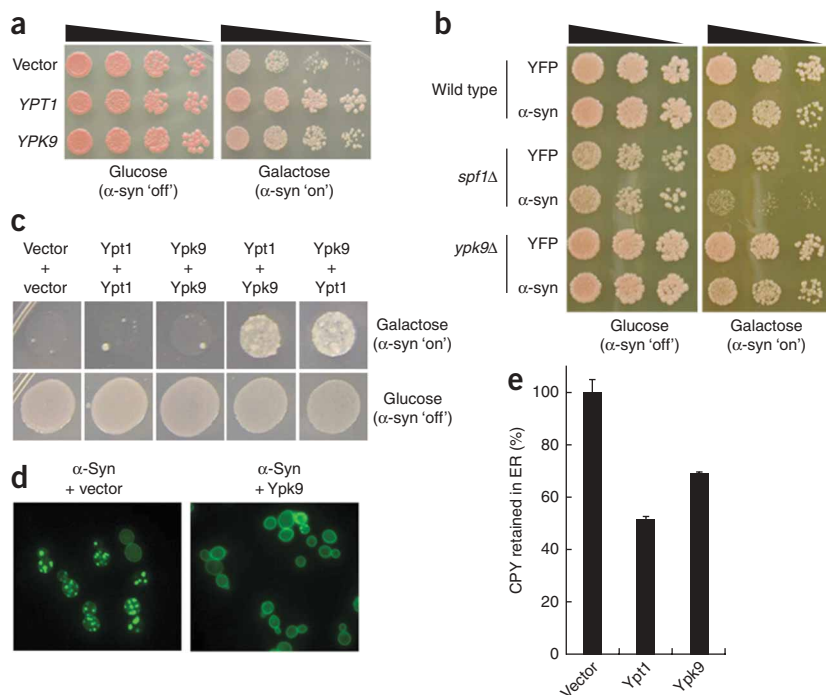 a
Vector
YPT1
YPK9
Glucose
(α-syn 'off')
Galactose
(α-syn 'on')
b
Wild type
spf1Δ
ypk9Δ
YFP
α-syn
YFP
α-syn
YFP
α-syn
Glucose
(α-syn 'off')
Galactose
(α-syn 'on')
c
Vector + vector
Ypt1 + Ypt1
Ypk9 + Ypk9
Ypt1 + Ypk9
Ypk9 + Ypt1
Galactose
(α-syn 'on')
Glucose
(α-syn 'off')
d
α-Syn
+ vector
α-Syn
+ Ypk9
e
CPY retained in ER (%)
100
80
60
40
20
0
Vector
Ypt1
Ypk9